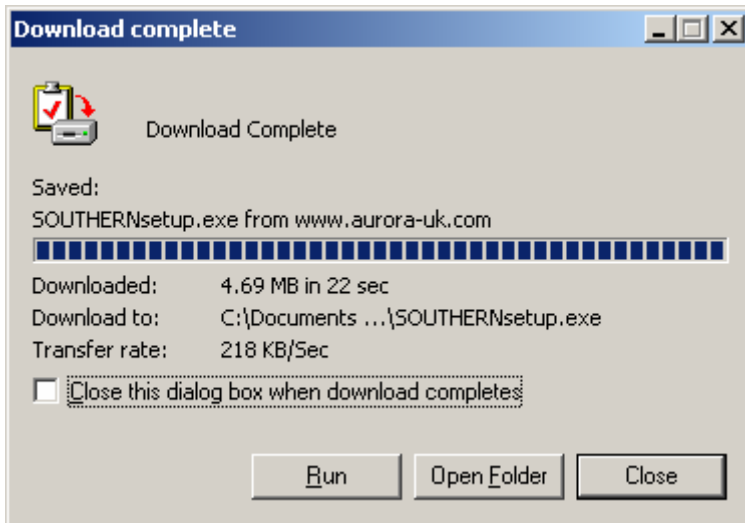 Download complete
Download Complete
Saved:
SOUTHERNsetup.exe from www.aurora-uk.com
Downloaded: 4.69 MB in 22 sec
Download to: C:\Documents ...\SOUTHERNsetup.exe
Transfer rate: 218 KB/Sec
Close this dialog box when download completes
Run Open Folder Close